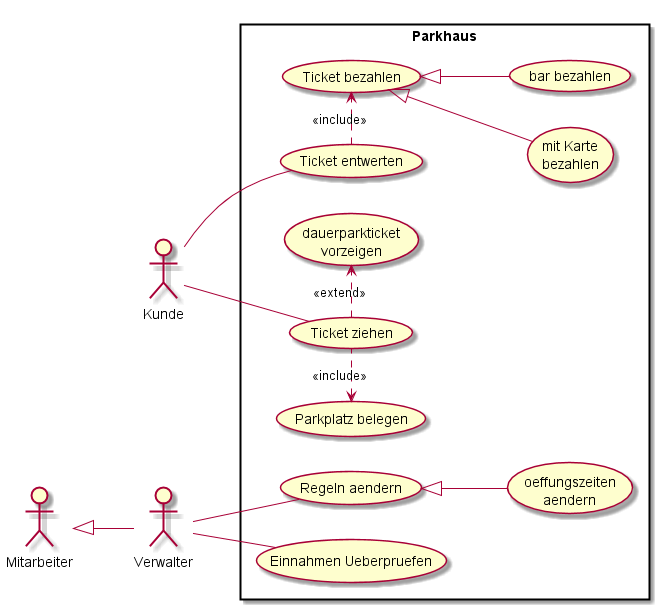 Parkhaus
Ticket bezahlen
bar bezahlen
«include»
mit Karte
bezahlen
Ticket entwerten
dauerparkticket
vorzeigen
«extend»
Kunde
Ticket ziehen
«include»
Parkplatz belegen
Regeln aendern
oeffungszeiten
aendern
Mitarbeiter
Verwalter
Einnahmen Ueberpruefen